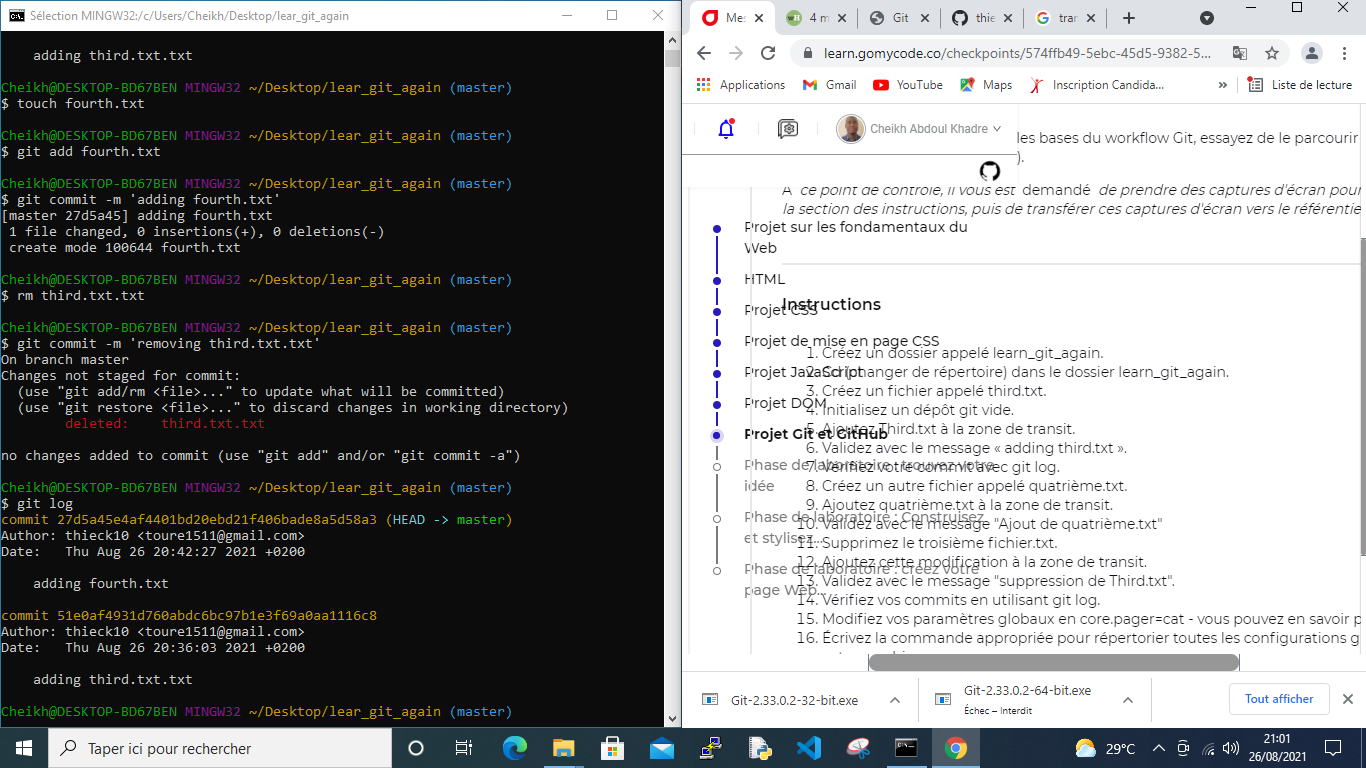 Sélection MINGW32:/c/Users/Cheikh/Desktop/lear_git_again
adding third.txt.txt
Cheikh@DESKTOP-BD67BEN MINGW32 ~/Desktop/lear_git_again (master)
$ touch fourth.txt
Cheikh@DESKTOP-BD67BEN MINGW32 ~/Desktop/lear_git_again (master)
$ git add fourth.txt
Cheikh@DESKTOP-BD67BEN MINGW32 ~/Desktop/lear_git_again (master)
$ git commit -m 'adding fourth.txt'
[master 27d5a45] adding fourth.txt
1 file changed, 0 insertions(+), 0 deletions(-)
create mode 100644 fourth.txt
Cheikh@DESKTOP-BD67BEN MINGW32 ~/Desktop/lear_git_again (master)
$ rm third.txt.txt
Cheikh@DESKTOP-BD67BEN MINGW32 ~/Desktop/lear_git_again (master)
$ git commit -m 'removing third.txt.txt'
On branch master
Changes not staged for commit:
(use "git add/rm <file>..." to update what will be committed)
(use "git restore <file>..." to discard changes in working directory)
deleted:    third.txt.txt
no changes added to commit (use "git add" and/or "git commit -a")
Cheikh@DESKTOP-BD67BEN MINGW32 ~/Desktop/lear_git_again (master)
$ git log
commit 27d5a45e4af4401bd20ebd21f406bade8a5d58a3 (HEAD -> master)
Author: thieck10 <toure1511@gmail.com>
Date:   Thu Aug 26 20:42:27 2021 +0200
adding fourth.txt
commit 51e0af4931d760abdc6bc97b1e3f69a0aa1116c8
Author: thieck10 <toure1511@gmail.com>
Date:   Thu Aug 26 20:36:03 2021 +0200
adding third.txt.txt
Cheikh@DESKTOP-BD67BEN MINGW32 ~/Desktop/lear_git_again (master)
Me: 4 m Git thie tran
learn.gomycode.co/checkpoints/574ffb49-5ebc-45d5-9382-5...
Applications Gmail YouTube Maps Inscription Candida... » Liste de lecture
Cheikh Abdoul Khadre
les bases du workflow Git, essayez de le parcourir
).
À ce point de contrôle, il vous est demandé de prendre des captures d'écran pour
la section des instructions, puis de transférer ces captures d'écran vers le référentie
Projet sur les fondamentaux du
Web
HTML
Projet CSS
Projet de mise en page CSS
Projet JavaScript
Projet DOM
Projet Git et GitHub
Phase de laboratoire : trouvez votre
idée
Phase de laboratoire : Construisez
et stylisez...
Phase de laboratoire : créez votre
page Web...
Instructions
1. Créez un dossier appelé learn_git_again.
2. Cd (changer de répertoire) dans le dossier learn_git_again.
3. Créez un fichier appelé third.txt.
4. Initialisez un dépôt git vide.
5. Ajoutez Third.txt à la zone de transit.
6. Validez avec le message « adding third.txt ».
7. Vérifiez votre commit avec git log.
8. Créez un autre fichier appelé quatrième.txt.
9. Ajoutez quatrième.txt à la zone de transit.
10. Validez avec le message "Ajout de quatrième.txt"
11. Supprimez le troisième fichier.txt.
12. Ajoutez cette modification à la zone de transit.
13. Validez avec le message "suppression de Third.txt".
14. Vérifiez vos commits en utilisant git log.
15. Modifiez vos paramètres globaux en core.pager=cat - vous pouvez en savoir p
16. Écrivez la commande appropriée pour répertorier toutes les configurations g
Git-2.33.0.2-32-bit.exe
Git-2.33.0.2-64-bit.exe
Échec – Interdit
Tout afficher
Taper ici pour rechercher
29°C
21:01
26/08/2021